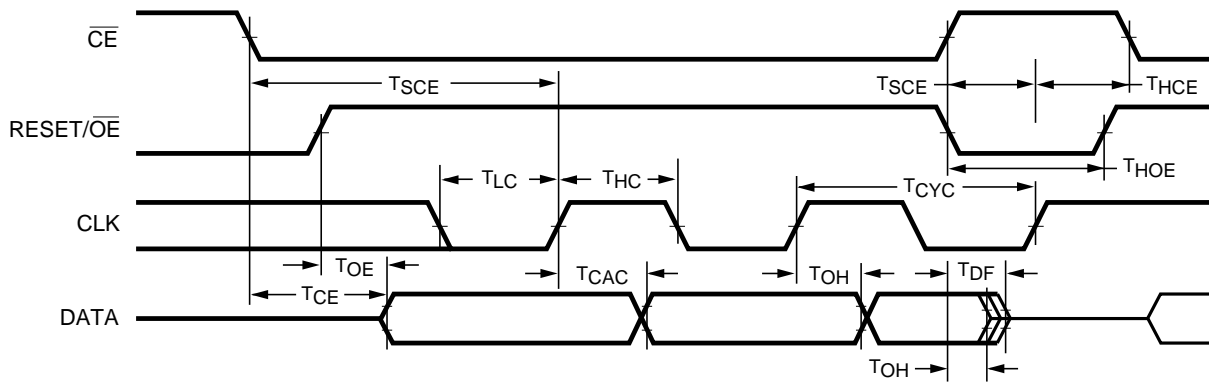 CE
TSCE
TSCE
THCE
RESET/OE
TLC
THC
TCYC
THOE
CLK
TOE
TCAC
TOH
TDF
TCE
DATA
TOH